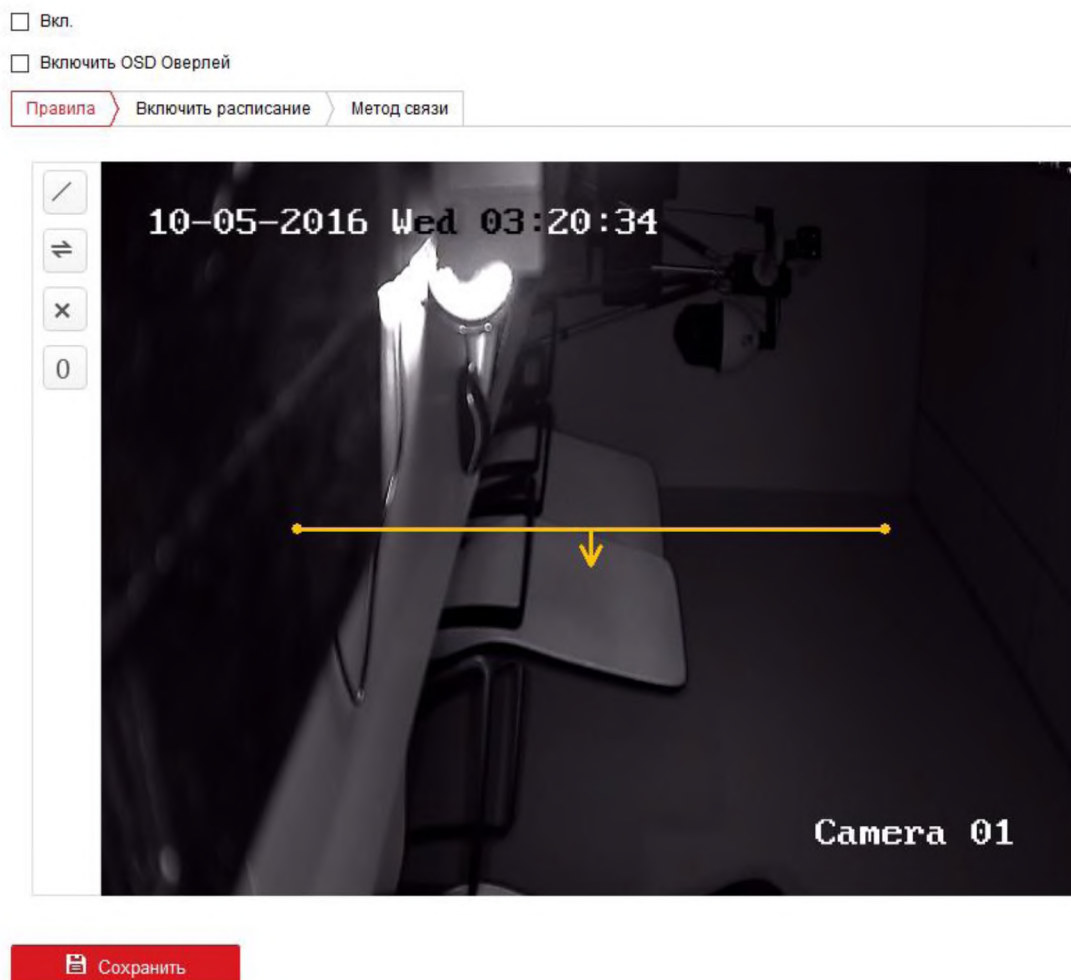 Вкл.
Включить OSD Оверлей
Правила Включить расписание Метод связи
10-05-2016 Wed 03:20:34
0
Camera 01
Сохранить